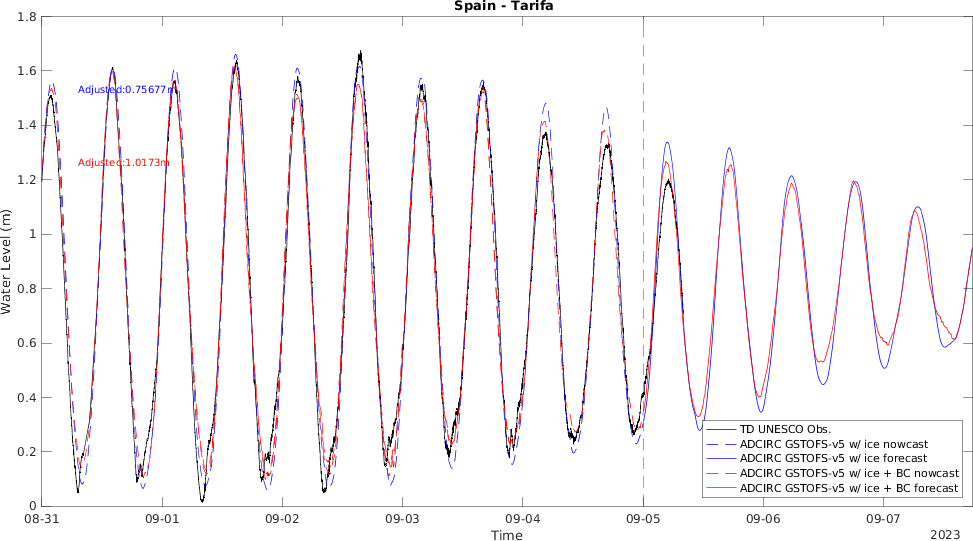 Spain - Tarifa
1.8
1.6
1.4
1.2
1
0.8
0.6
0.4
0.2
0
Water Level (m)
Adjusted:0.75677m
Adjusted:1.0173m
TD UNESCO Obs.
ADCIRC GSTOFS-v5 w/ ice nowcast
ADCIRC GSTOFS-v5 w/ ice forecast
ADCIRC GSTOFS-v5 w/ ice + BC nowcast
ADCIRC GSTOFS-v5 w/ ice + BC forecast
08-31 09-01 09-02 09-03 09-04 09-05 09-06 09-07
Time
2023